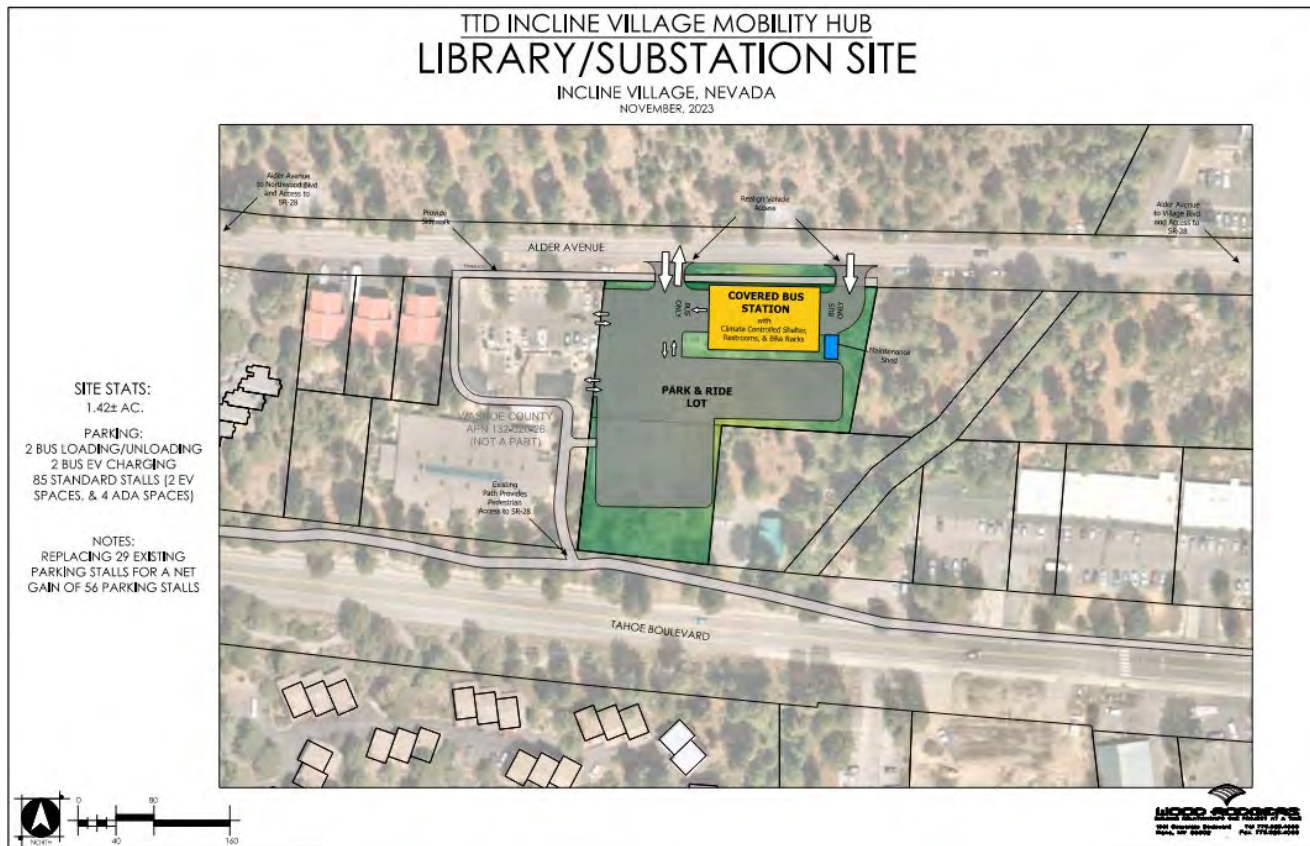 TTD INCLINE VILLAGE MOBILITY HUB
LIBRARY/SUBSTATION SITE
INCLINE VILLAGE, NEVADA
NOVEMBER, 2023
Alder Avenue
to Northwood Blvd
and Access to
SR-28
Provide
Sidewalk
Realign Vehicle
Access
Alder Avenue
to Village Blvd
and Access to
SR-28
ALDER AVENUE
BUS
ONLY
COVERED BUS
STATION
with
Climate Controlled Shelter,
Restrooms, & Bike Racks
BUS
ONLY
Maintenance
Shed
PARK & RIDE
LOT
WASHOE COUNTY
(NOT A PART)
Existing
Path Provides
Pedestrian
Access to SR-28
TAHOE BOULEVARD
SITE STATS:
1.42± AC.
PARKING:
2 BUS LOADING/UNLOADING
2 BUS EV CHARGING
85 STANDARD STALLS (2 EV
SPACES, & 4 ADA SPACES)
NOTES:
REPLACING 29 EXISTING
PARKING STALLS FOR A NET
GAIN OF 56 PARKING STALLS
NORTH
0 80
40 160
WOOD RODGERS